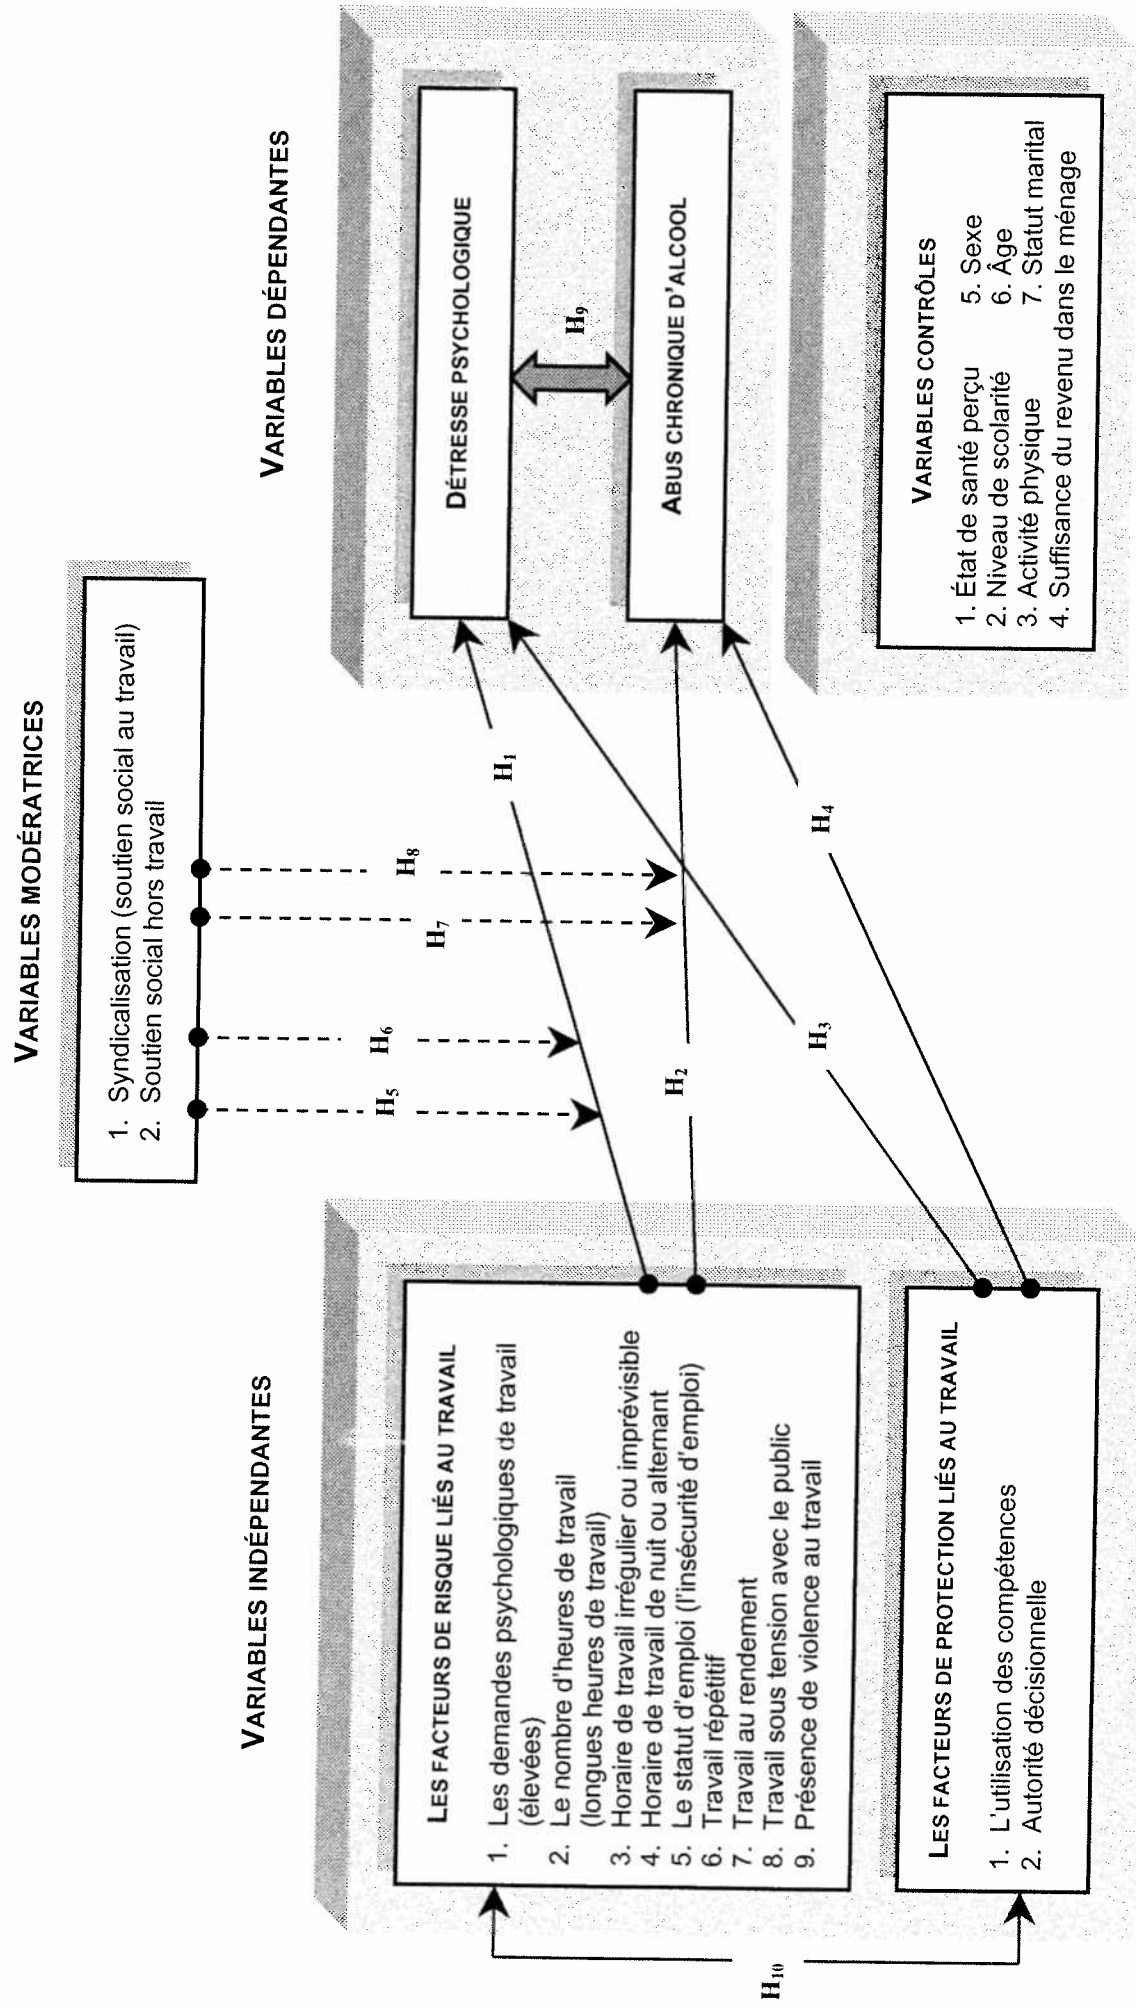 VARIABLES MODÉRATRICES
1. Syndicalisation (soutien social au travail)
2. Soutien social hors travail
VARIABLES INDÉPENDANTES
VARIABLES DÉPENDANTES
LES FACTEURS DE RISQUE LIÉS AU TRAVAIL
1. Les demandes psychologiques de travail
(élevées)
2. Le nombre d'heures de travail
(longues heures de travail)
3. Horaire de travail irrégulier ou imprévisible
4. Horaire de travail de nuit ou alternant
5. Le statut d'emploi (l'insécurité d'emploi)
6. Travail répétitif
7. Travail au rendement
8. Travail sous tension avec le public
9. Présence de violence au travail
LES FACTEURS DE PROTECTION LIÉS AU TRAVAIL
1. L'utilisation des compétences
2. Autorité décisionnelle
H10
H5
H6
H7
H8
H1
H2
H3
H4
DÉTRESSE PSYCHOLOGIQUE
H9
ABUS CHRONIQUE D'ALCOOL
VARIABLES CONTRÔLES
1. État de santé perçu 5. Sexe
2. Niveau de scolarité 6. Âge
3. Activité physique 7. Statut marital
4. Suffisance du revenu dans le ménage